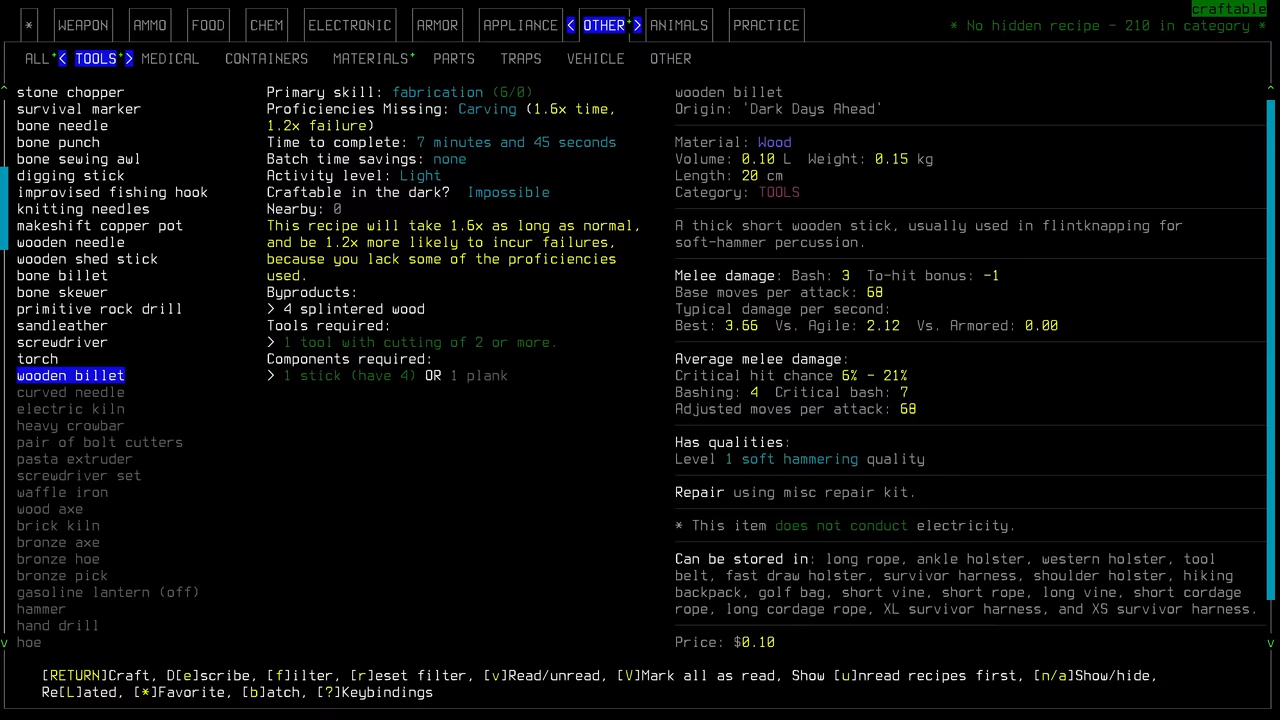 craftable
* WEAPON AMMO FOOD CHEM ELECTRONIC ARMOR APPLIANCE < OTHER* > ANIMALS PRACTICE * No hidden recipe - 210 in category *
ALL* < TOOLS* > MEDICAL CONTAINERS MATERIALS* PARTS TRAPS VEHICLE OTHER
^ stone chopper
survival marker
bone needle
bone punch
bone sewing awl
digging stick
improvised fishing hook
knitting needles
makeshift copper pot
wooden needle
wooden shed stick
bone billet
bone skewer
primitive rock drill
sandleather
screwdriver
torch
wooden billet
curved needle
electric kiln
heavy crowbar
pair of bolt cutters
pasta extruder
screwdriver set
waffle iron
wood axe
brick kiln
bronze axe
bronze hoe
bronze pick
gasoline lantern (off)
hammer
hand drill
v hoe
Primary skill: fabrication (6/0)
Proficiencies Missing: Carving (1.6x time,
1.2x failure)
Time to complete: 7 minutes and 45 seconds
Batch time savings: none
Activity level: Light
Craftable in the dark? Impossible
Nearby: 0
This recipe will take 1.6x as long as normal,
and be 1.2x more likely to incur failures,
because you lack some of the proficiencies
used.
Byproducts:
> 4 splintered wood
Tools required:
> 1 tool with cutting of 2 or more.
Components required:
> 1 stick (have 4) OR 1 plank
wooden billet ^
Origin: 'Dark Days Ahead'
Material: Wood
Volume: 0.10 L Weight: 0.15 kg
Length: 20 cm
Category: TOOLS
A thick short wooden stick, usually used in flintknapping for
soft-hammer percussion.
Melee damage: Bash: 3 To-hit bonus: -1
Base moves per attack: 68
Typical damage per second:
Best: 3.66 Vs. Agile: 2.12 Vs. Armored: 0.00
Average melee damage:
Critical hit chance 6% - 21%
Bashing: 4 Critical bash: 7
Adjusted moves per attack: 68
Has qualities:
Level 1 soft hammering quality
Repair using misc repair kit.
* This item does not conduct electricity.
Can be stored in: long rope, ankle holster, western holster, tool
belt, fast draw holster, survivor harness, shoulder holster, hiking
backpack, golf bag, short vine, short rope, long vine, short cordage
rope, long cordage rope, XL survivor harness, and XS survivor harness.
Price: $0.10 v
[RETURN]Craft, D[e]scribe, [f]ilter, [r]eset filter, [v]Read/unread, [V]Mark all as read, Show [u]nread recipes first, [n/a]Show/hide,
Re[L]ated, [*]Favorite, [b]atch, [?]Keybindings